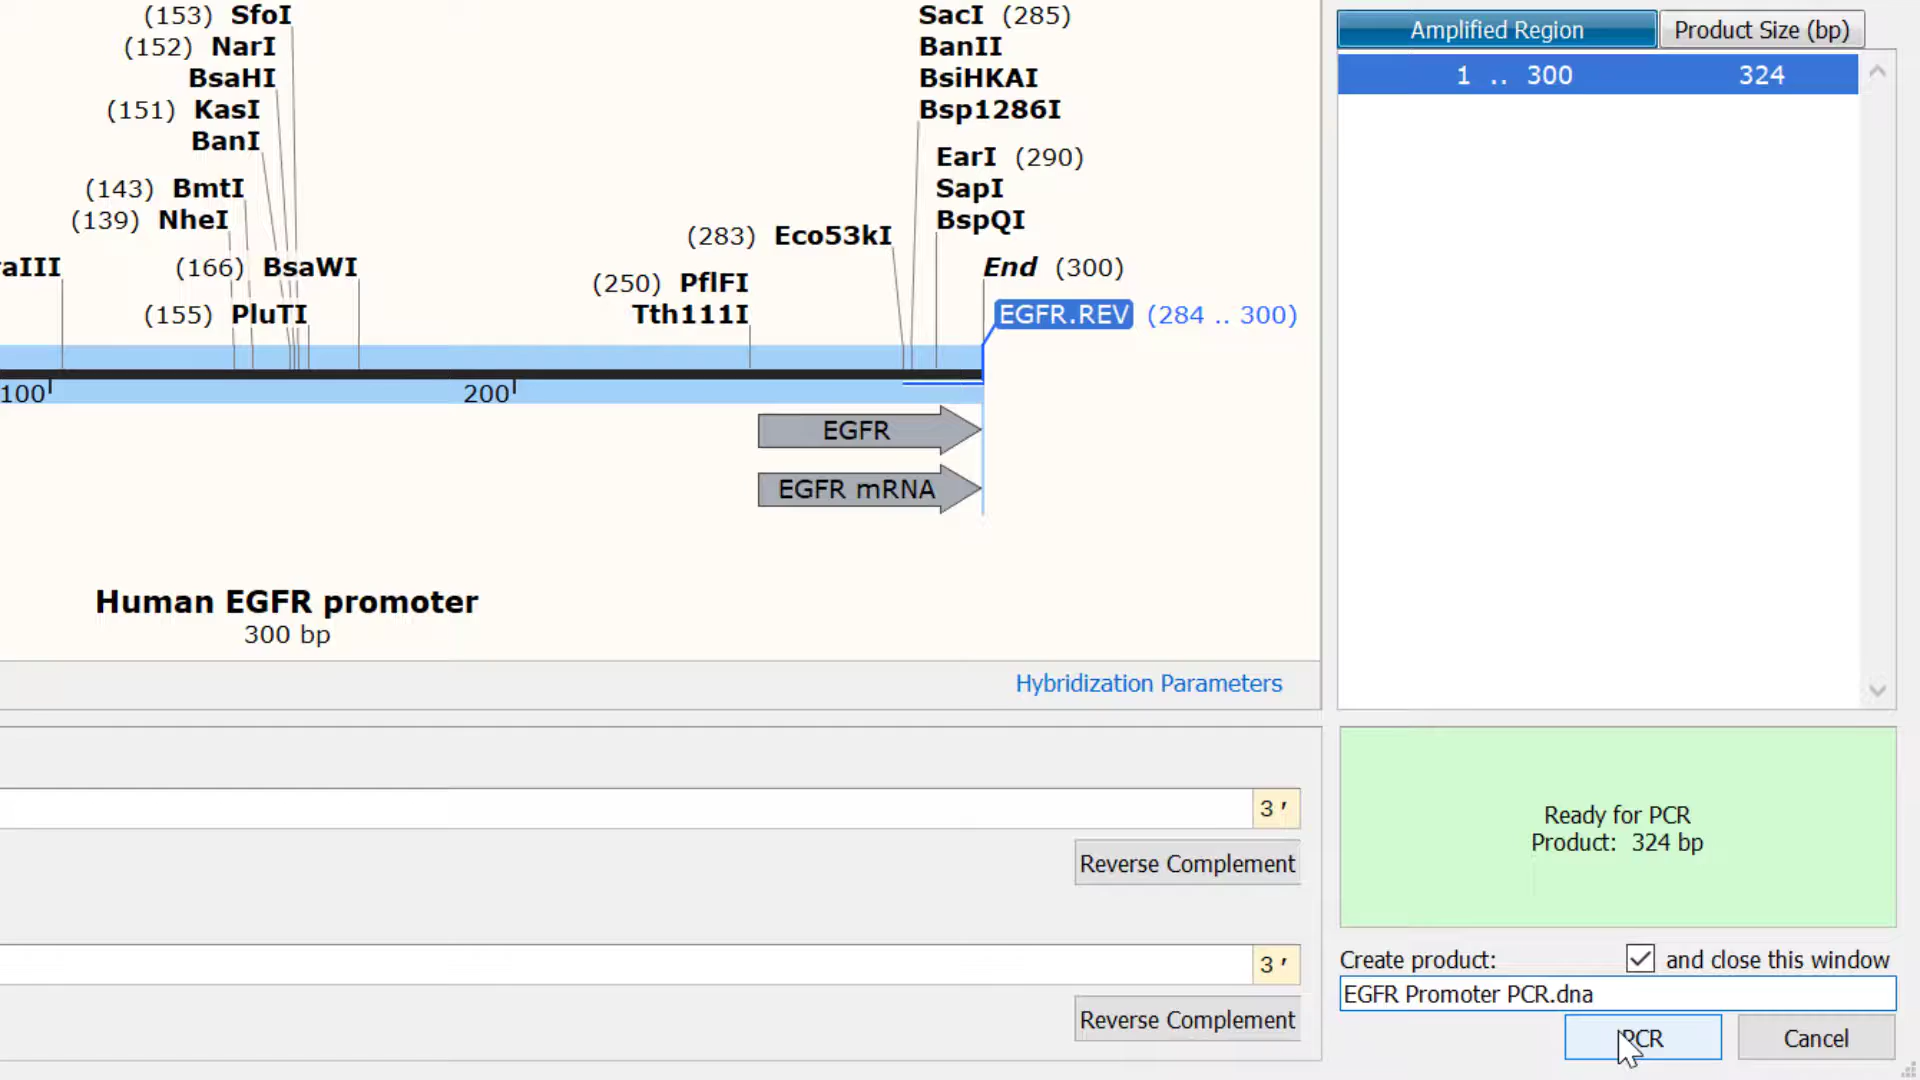 (153) SfoI
(152) NarI
BsaHI
(151) KasI
BanI
(143) BmtI
(139) NheI
aIII
(166) BsaWI
(155) PluTI
SacI (285)
BanII
BsiHKAI
Bsp1286I
EarI (290)
SapI
BspQI
(283) Eco53kI
(250) PflFI
Tth111I
End (300)
EGFR.REV (284 .. 300)
100
200
EGFR
EGFR mRNA
Human EGFR promoter
300 bp
Hybridization Parameters
3 ′
Reverse Complement
3 ′
Reverse Complement
Amplified Region Product Size (bp)
1 .. 300 324
Ready for PCR
Product: 324 bp
Create product: and close this window
EGFR Promoter PCR.dna
PCR Cancel